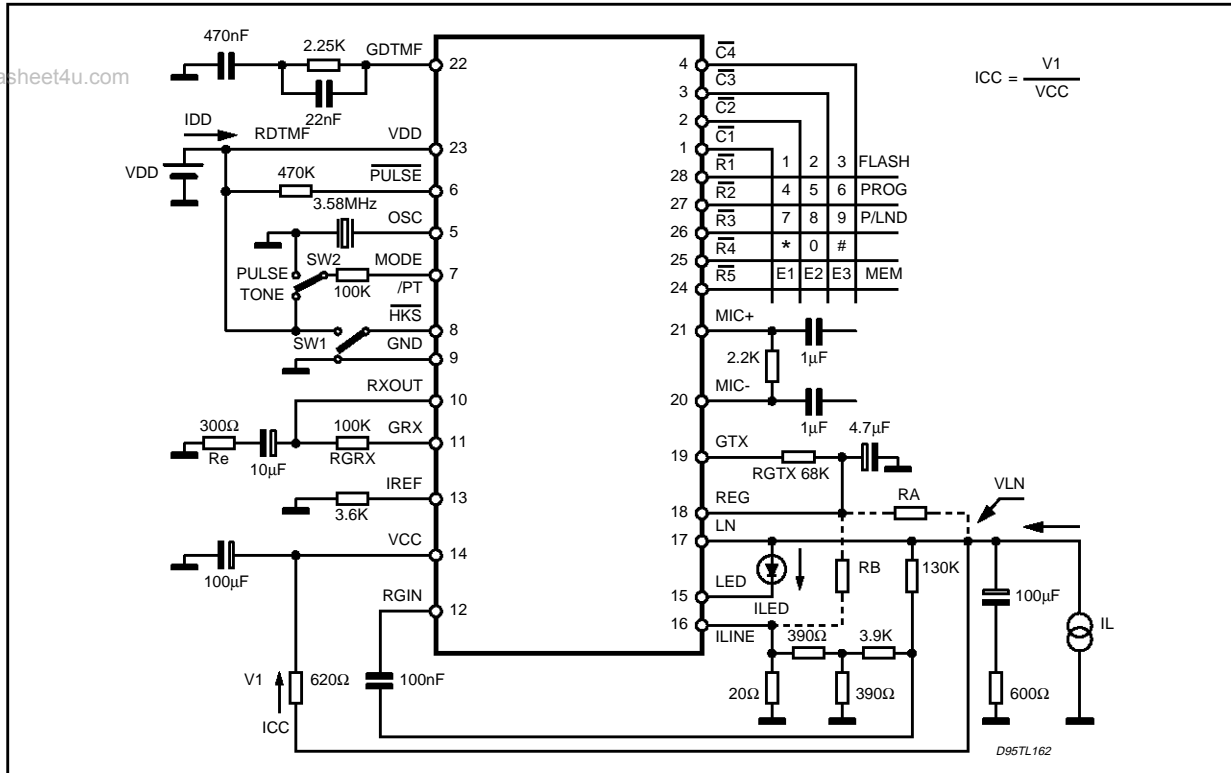 470nF
2.25K
GDTMF
22
22nF
asheet4u.com
IDD
RDTMF
VDD
23
VDD
470K
PULSE
6
3.58MHz
OSC
5
SW2
MODE
7
PULSE
TONE
100K
/PT
HKS
8
SW1
GND
9
RXOUT
10
300Ω
100K
GRX
11
Re
10µF
RGRX
IREF
13
3.6K
VCC
14
100µF
RGIN
12
V1
620Ω
100nF
ICC
4
C4
3
C3
2
C2
1
C1
28
R1
1 2 3 FLASH
27
R2
4 5 6 PROG
26
R3
7 8 9 P/LND
25
R4
* 0 #
24
R5
E1 E2 E3 MEM
ICC = V1
VCC
21
MIC+
1µF
2.2K
20
MIC-
1µF
4.7µF
19
GTX
RGTX 68K
VLN
18
REG
RA
17
LN
RB
130K
15
LED
ILED
100µF
IL
16
ILINE
390Ω
3.9K
20Ω
390Ω
600Ω
D95TL162